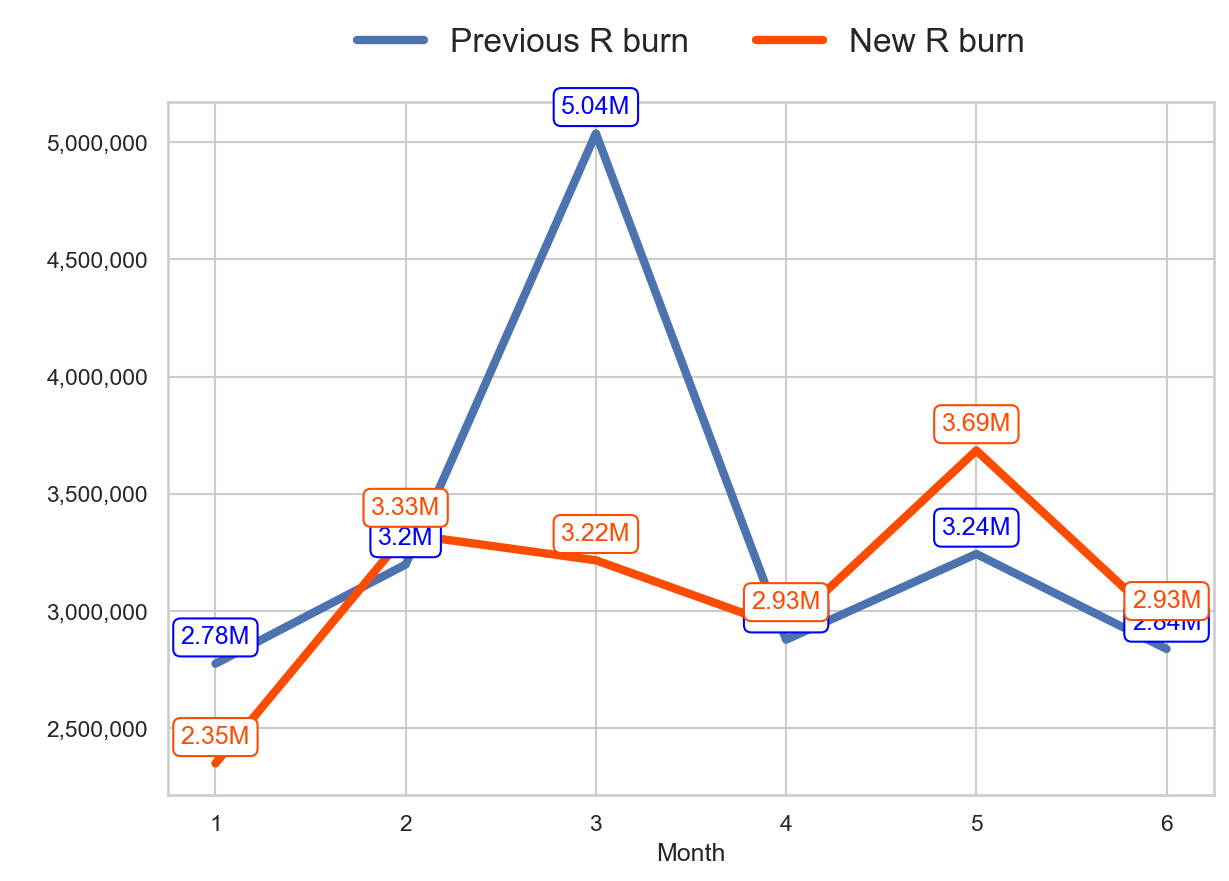 Previous R burn New R burn
5.04M
5,000,000
4,500,000
4,000,000
3.69M
3,500,000
3.33M
3.2M
3.22M
3.24M
3,000,000
2.93M
2.93M
2.84M
2.78M
2.35M
2,500,000
1 2 3 4 5 6
Month